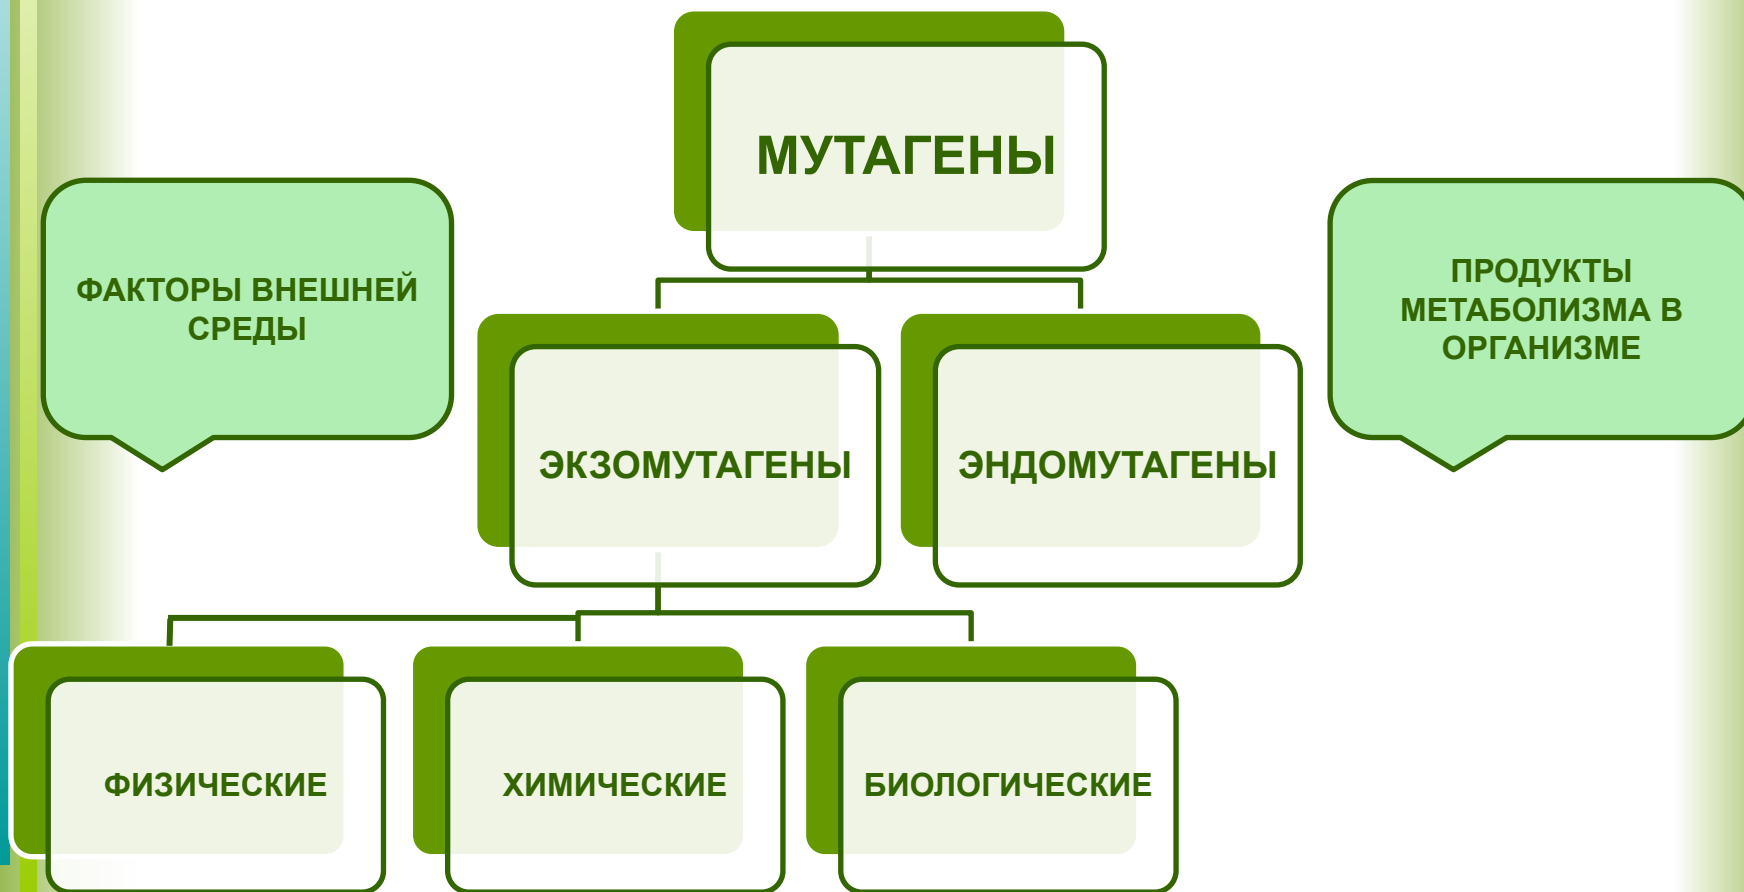 МУТАГЕНЫ
ФАКТОРЫ ВНЕШНЕЙ
СРЕДЫ
ПРОДУКТЫ
МЕТАБОЛИЗМА В
ОРГАНИЗМЕ
ЭКЗОМУТАГЕНЫ
ЭНДОМУТАГЕНЫ
ФИЗИЧЕСКИЕ
ХИМИЧЕСКИЕ
БИОЛОГИЧЕСКИЕ